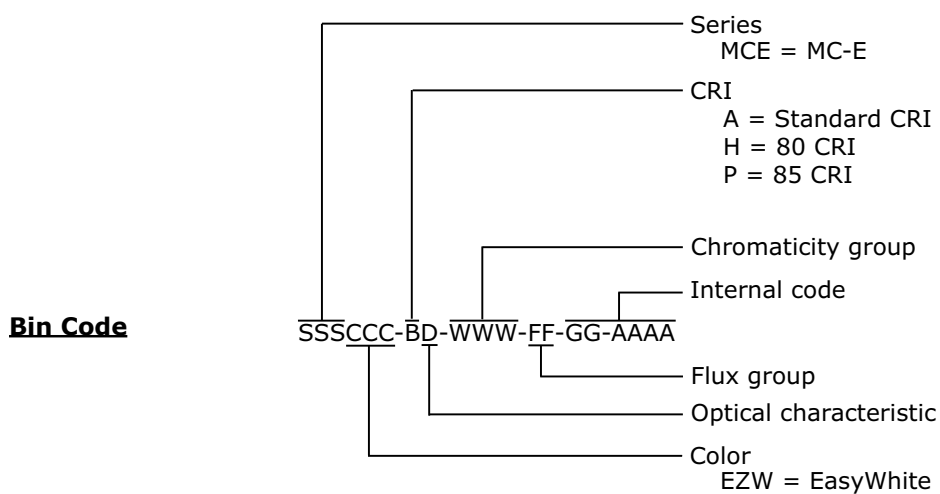 Series
MCE = MC-E
CRI
A = Standard CRI
H = 80 CRI
P = 85 CRI
Chromaticity group
Internal code
Bin Code
SSSCCC-BD-WWW-FF-GG-AAAA
Flux group
Optical characteristic
Color
EZW = EasyWhite